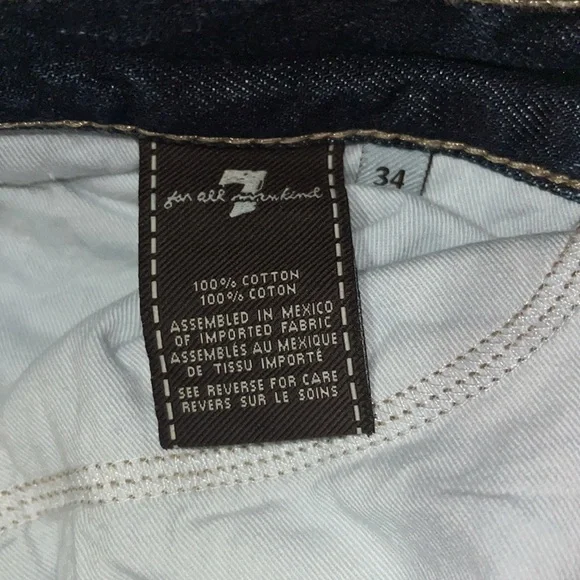 7
for all mankind
34
100% COTTON
100% COTON
ASSEMBLED IN MEXICO
OF IMPORTED FABRIC
ASSEMBLÉS AU MEXIQUE
DE TISSU IMPORTÉ
SEE REVERSE FOR CARE
REVERS SUR LE SOINS